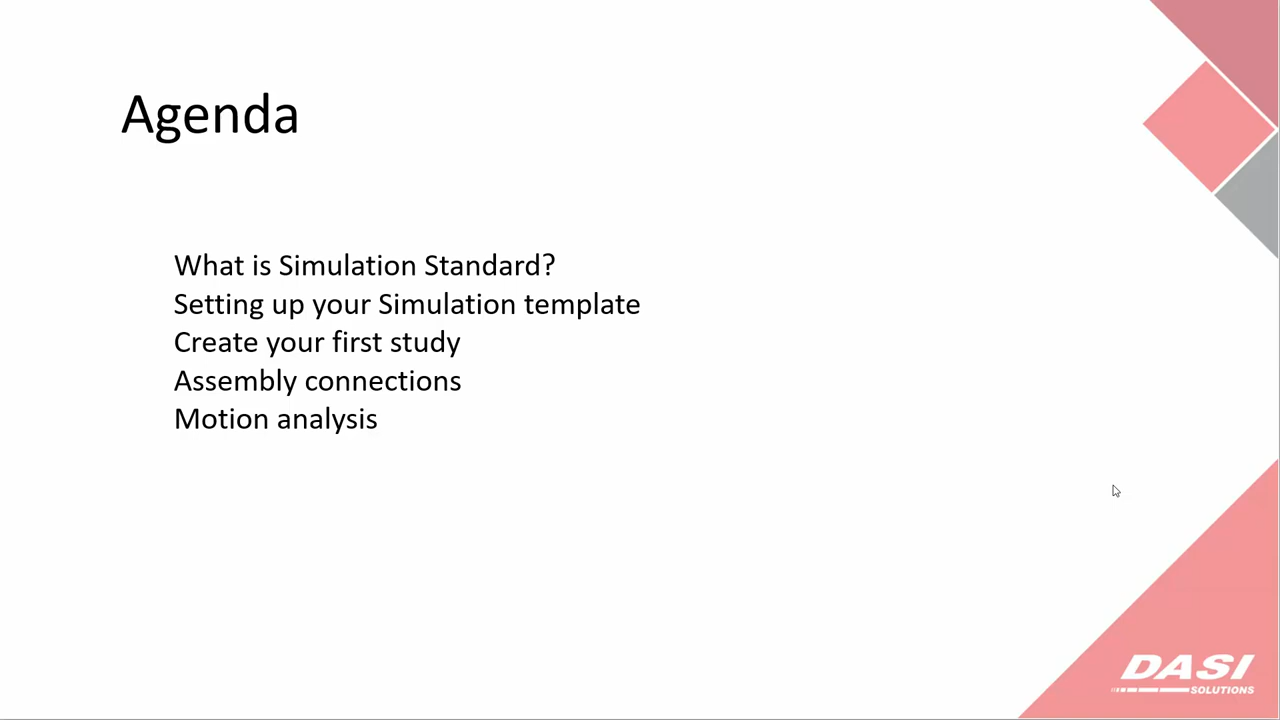 Agenda
What is Simulation Standard?
Setting up your Simulation template
Create your first study
Assembly connections
Motion analysis
DASI
SOLUTIONS